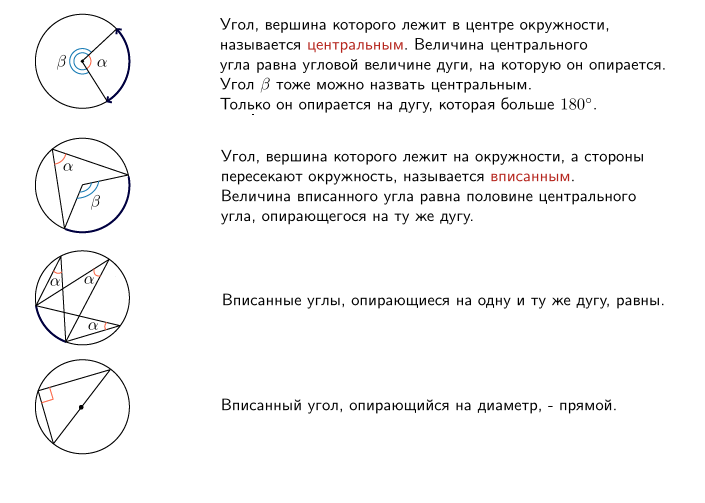 Угол, вершина которого лежит в центре окружности,
называется центральным. Величина центрального
угла равна угловой величине дуги, на которую он опирается.
Угол β тоже можно назвать центральным.
Только он опирается на дугу, которая больше 180°.
β α
Угол, вершина которого лежит на окружности, а стороны
пересекают окружность, называется вписанным.
Величина вписанного угла равна половине центрального
угла, опирающегося на ту же дугу.
α
β
Вписанные углы, опирающиеся на одну и ту же дугу, равны.
α α
α
Вписанный угол, опирающийся на диаметр, - прямой.